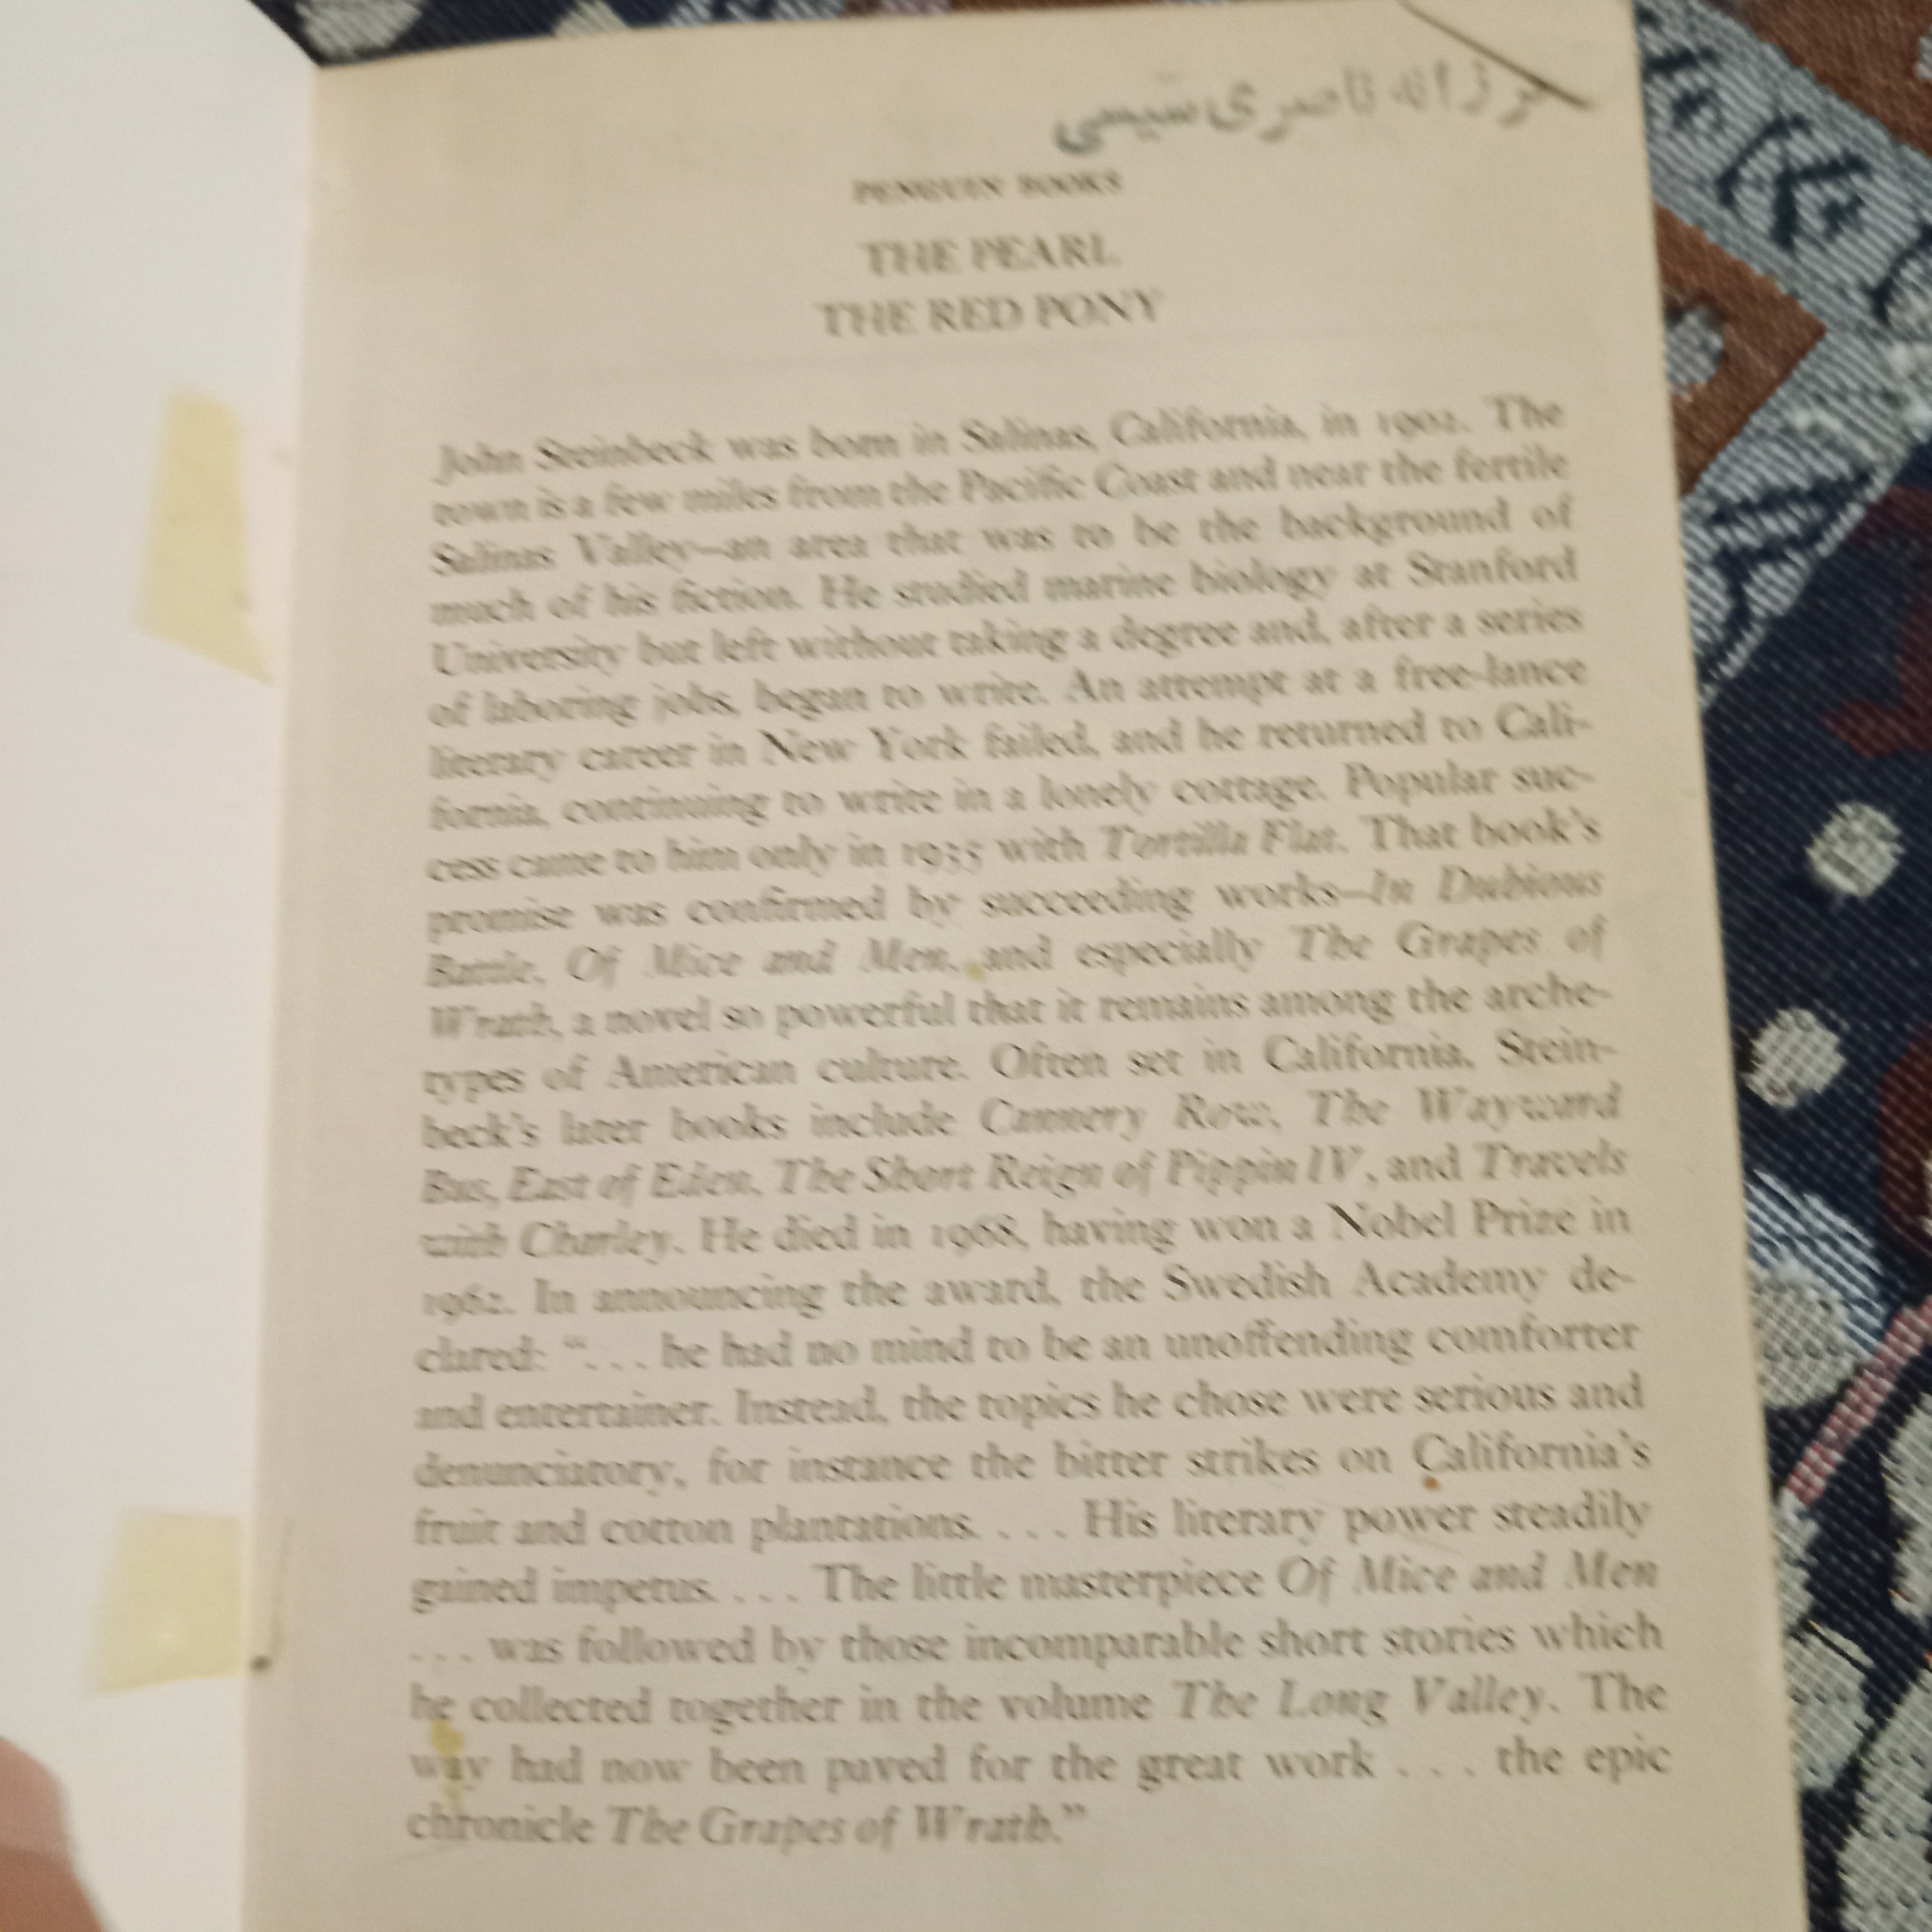 ناصری سیسی
PENGUIN BOOKS
THE PEARL
THE RED PONY
John Steinbeck was born in Salinas, California, in 1902. The
town is a few miles from the Pacific Coast and near the fertile
Salinas Valley—an area that was to be the background of
much of his fiction. He studied marine biology at Stanford
University but left without taking a degree and, after a series
of laboring jobs, began to write. An attempt at a free-lance
literary career in New York failed, and he returned to Cali-
fornia, continuing to write in a lonely cottage. Popular suc-
cess came to him only in 1935 with Tortilla Flat. That book's
promise was confirmed by succeeding works—In Dubious
Battle, Of Mice and Men, and especially The Grapes of
Wrath, a novel so powerful that it remains among the arche-
types of American culture. Often set in California, Stein-
beck's later books include Cannery Row, The Wayward
Bus, East of Eden, The Short Reign of Pippin IV, and Travels
with Charley. He died in 1968, having won a Nobel Prize in
1962. In announcing the award, the Swedish Academy de-
clared: “. . . he had no mind to be an unoffending comforter
and entertainer. Instead, the topics he chose were serious and
denunciatory, for instance the bitter strikes on California's
fruit and cotton plantations. . . . His literary power steadily
gained impetus. . . . The little masterpiece Of Mice and Men
. . . was followed by those incomparable short stories which
he collected together in the volume The Long Valley. The
way had now been paved for the great work . . . the epic
chronicle The Grapes of Wrath.”